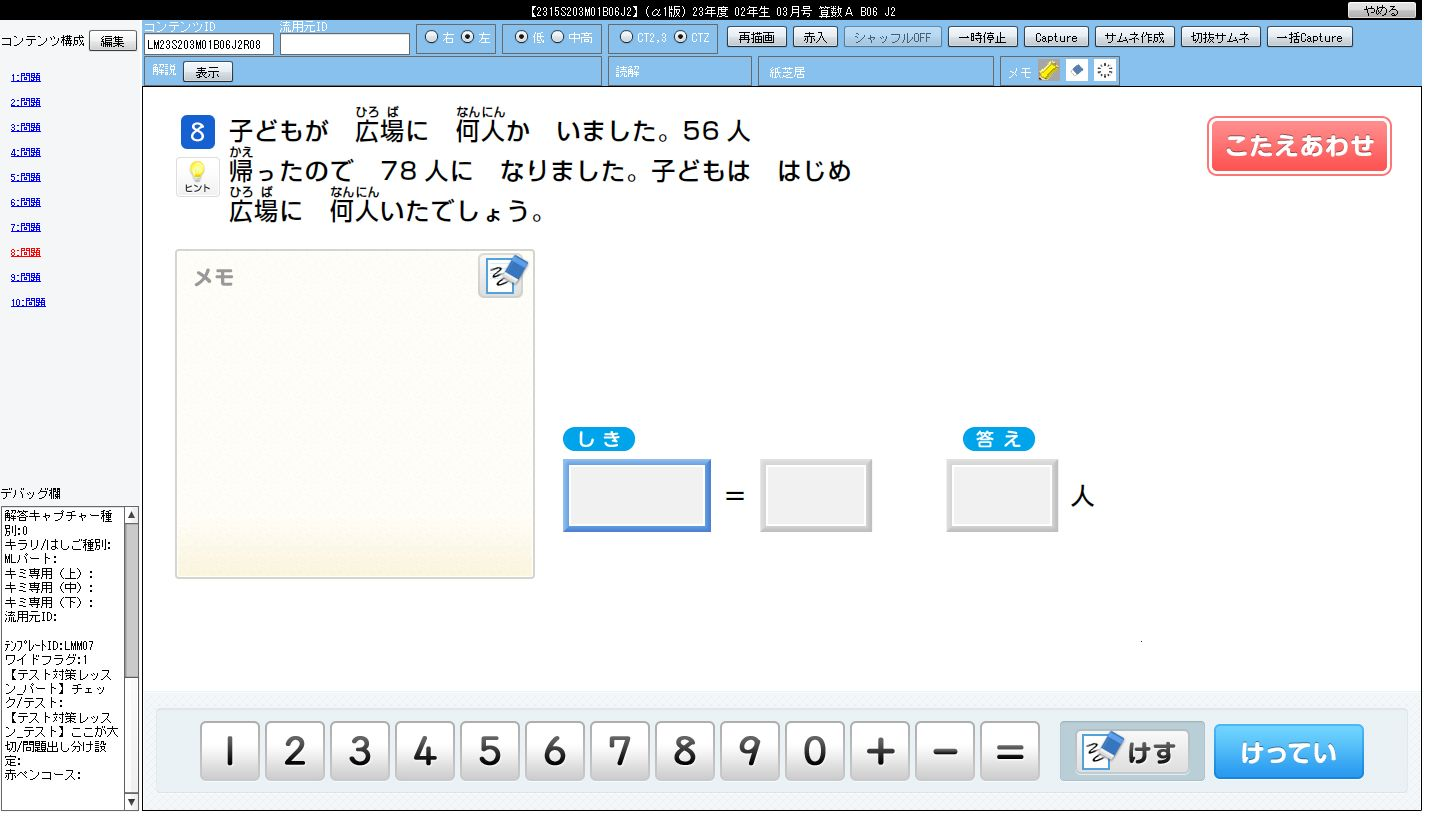 【2315S203M01B06J2】(α1版) 23年度 02年生 03月号 算数A B06 J2
やめる
コンテンツ構成
編集
コンテンツID
流用元ID
LM23S203M01B06J2R08
右 左
低 中高
CT2,3 CTZ
再描画
赤入
シャッフルOFF
一時停止
Capture
サムネ作成
切抜サムネ
一括Capture
解説
表示
読解
紙芝居
メモ
1:問題
2:問題
3:問題
4:問題
5:問題
6:問題
7:問題
8:問題
9:問題
10:問題
ひろ ば なんにん
8 子どもが 広場に 何人か いました。56人
かえ
ヒント
帰ったので 78人に なりました。子どもは はじめ
ひろ ば なんにん
広場に 何人いたでしょう。
こたえあわせ
メモ
しき
答え
=
人
デバッグ欄
解答キャプチャー種
別:0
キラリ/はしご種別:
MLパート:
キミ専用（上）:
キミ専用（中）:
キミ専用（下）:
流用元ID:
テンプレートID:LMM07
ワイドフラグ:1
【テスト対策レッス
ン_パート】チェッ
ク/テスト:
【テスト対策レッス
ン_テスト】ここが大
切/問題出し分け設
定:
赤ペンコース:
1 2 3 4 5 6 7 8 9 0 + − =
けす
けってい